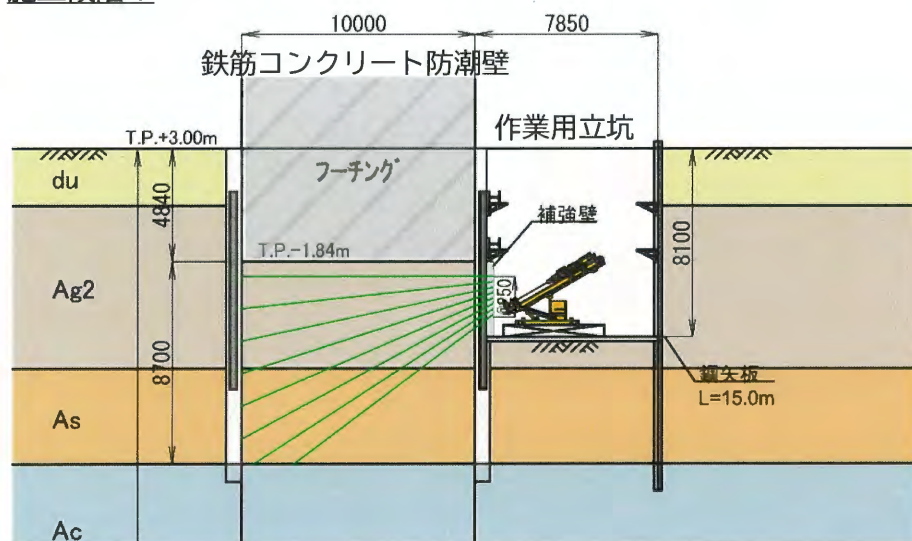 10000
7850
鉄筋コンクリート防潮壁
T.P.+3.00m
作業用立坑
フーチング
du
4840
補強壁
8100
T.P.-1.84m
Ag2
8700
鋼矢板
L=15.0m
As
Ac